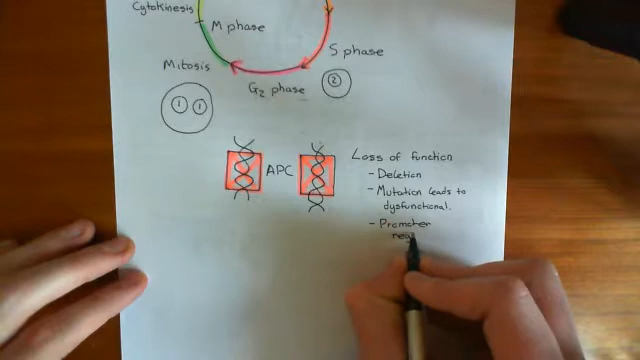 Cytokinesis
M phase
S phase
Mitosis
2
G₂ phase
1 1
APC
Loss of function
- Deletion
- Mutation leads to
dysfunctional.
- Promoter